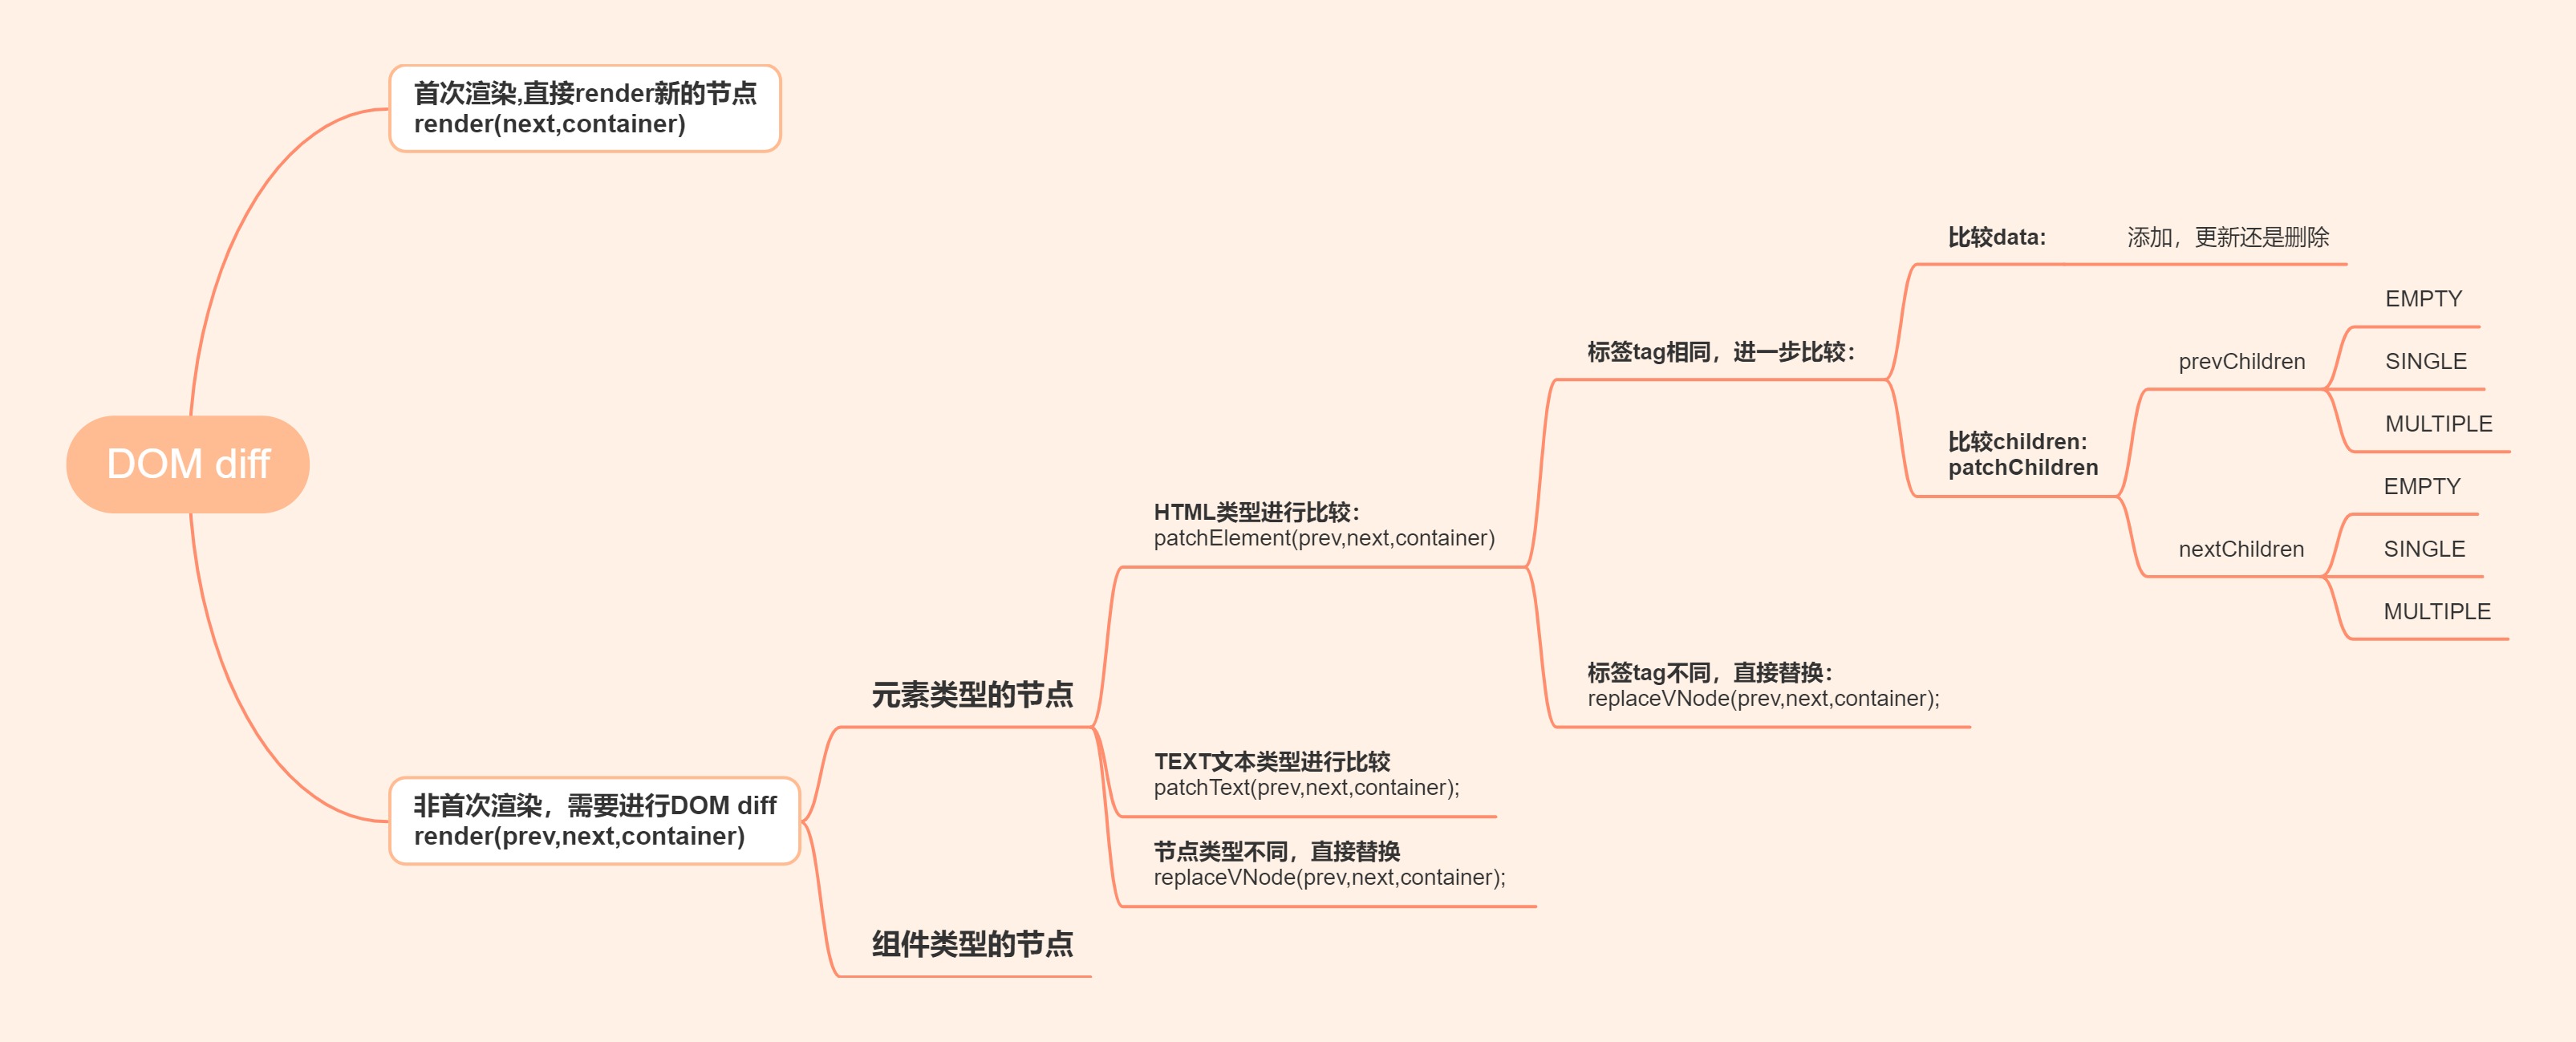 DOM diff
首次渲染,直接render新的节点
render(next,container)
非首次渲染，需要进行DOM diff
render(prev,next,container)
元素类型的节点
HTML类型进行比较：
patchElement(prev,next,container)
标签tag相同，进一步比较：
比较data:
添加，更新还是删除
比较children:
patchChildren
prevChildren
EMPTY
SINGLE
MULTIPLE
nextChildren
EMPTY
SINGLE
MULTIPLE
标签tag不同，直接替换：
replaceVNode(prev,next,container);
TEXT文本类型进行比较
patchText(prev,next,container);
节点类型不同，直接替换
replaceVNode(prev,next,container);
组件类型的节点